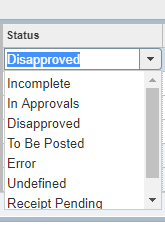 Status
Disapproved
Incomplete
In Approvals
Disapproved
To Be Posted
Error
Undefined
Receipt Pending